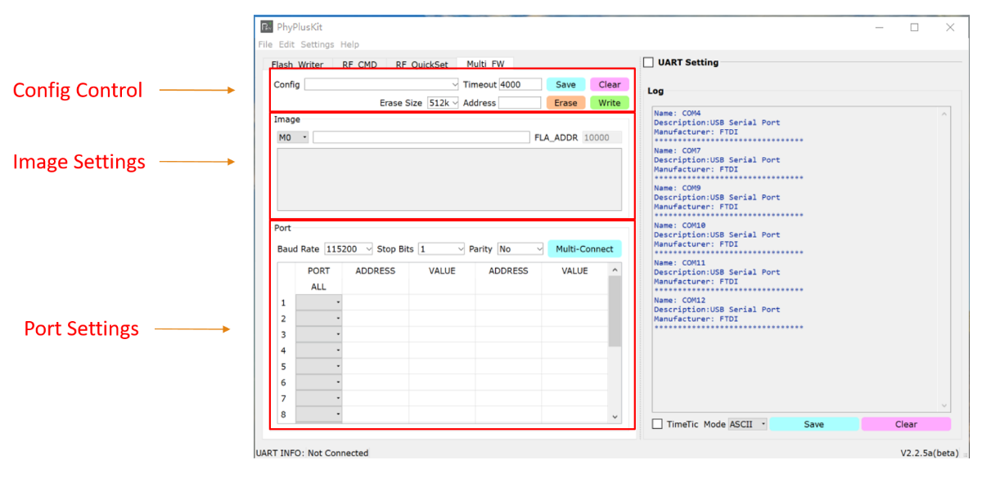 Config Control
Image Settings
Port Settings
PhyPlusKit
File Edit Settings Help
Flash Writer RF CMD RF QuickSet Multi FW
Config Timeout 4000 Save Clear
Erase Size 512k Address Erase Write
Image
M0 FLA_ADDR 10000
Port
Baud Rate 115200 Stop Bits 1 Parity No Multi-Connect
PORT ADDRESS VALUE ADDRESS VALUE
ALL
1
2
3
4
5
6
7
8
UART Setting
Log
Name: COM4
Description:USB Serial Port
Manufacturer: FTDI
********************************
Name: COM7
Description:USB Serial Port
Manufacturer: FTDI
********************************
Name: COM9
Description:USB Serial Port
Manufacturer: FTDI
********************************
Name: COM10
Description:USB Serial Port
Manufacturer: FTDI
********************************
Name: COM11
Description:USB Serial Port
Manufacturer: FTDI
********************************
Name: COM12
Description:USB Serial Port
Manufacturer: FTDI
********************************
TimeTic Mode ASCII Save Clear
UART INFO: Not Connected V2.2.5a(beta)